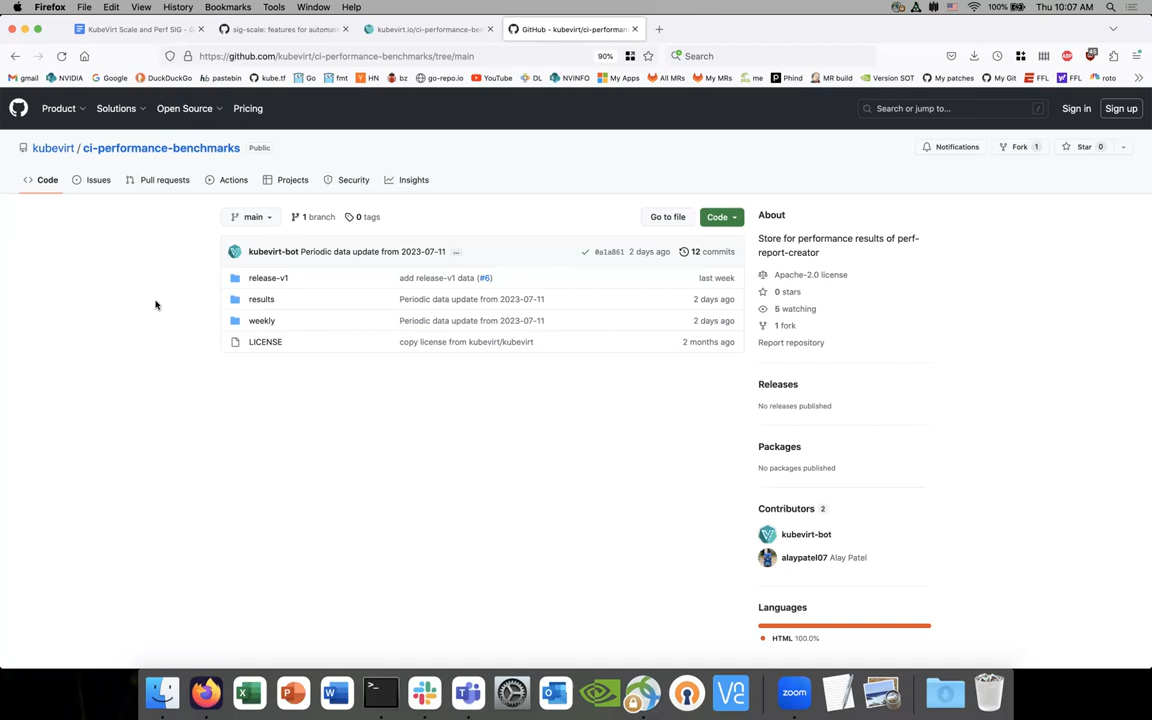 Firefox File Edit View History Bookmarks Tools Window Help 100% Thu 10:07 AM
KubeVirt Scale and Perf SIG - G sig-scale: features for automat kubevirt.io/ci-performance-ben GitHub - kubevirt/ci-performan
https://github.com/kubevirt/ci-performance-benchmarks/tree/main 90% Search
gmail NVIDIA Google DuckDuckGo pastebin kube.tf Go fmt HN bz go-repo.io YouTube DL NVINFO My Apps All MRs My MRs me Phind MR build Version SOT My patches My Git FFL FFL roto
Product Solutions Open Source Pricing Search or jump to... / Sign in Sign up
kubevirt / ci-performance-benchmarks Public Notifications Fork 1 Star 0
Code Issues Pull requests Actions Projects Security Insights
main 1 branch 0 tags Go to file Code
kubevirt-bot Periodic data update from 2023-07-11 ... 0a1a861 2 days ago 12 commits
release-v1 add release-v1 data (#6) last week
results Periodic data update from 2023-07-11 2 days ago
weekly Periodic data update from 2023-07-11 2 days ago
LICENSE copy license from kubevirt/kubevirt 2 months ago
About
Store for performance results of perf-
report-creator
Apache-2.0 license
0 stars
5 watching
1 fork
Report repository
Releases
No releases published
Packages
No packages published
Contributors 2
kubevirt-bot
alaypatel07 Alay Patel
Languages
HTML 100.0%
zoom